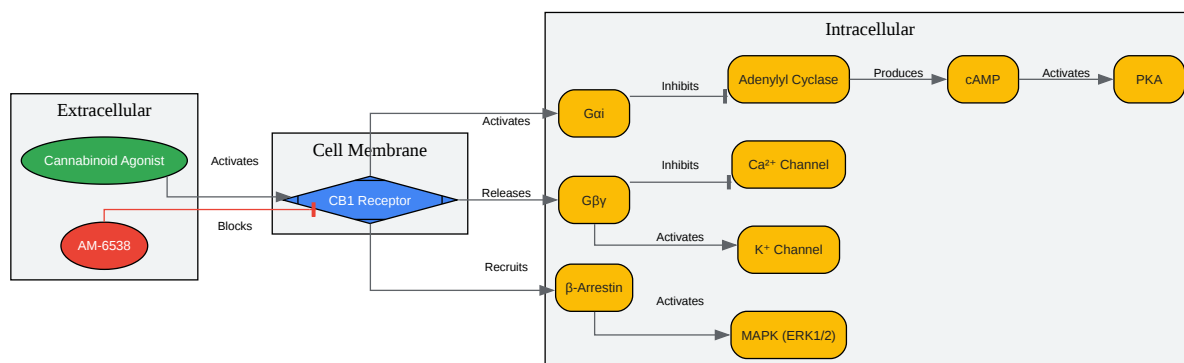 Intracellular
Adenylyl Cyclase
Produces
cAMP
Activates
PKA
Inhibits
Gαi
Activates
Extracellular
Cannabinoid Agonist
Activates
Cell Membrane
CB1 Receptor
Releases
Gβγ
Inhibits
Ca²⁺ Channel
Activates
K⁺ Channel
AM-6538
Blocks
Recruits
β-Arrestin
Activates
MAPK (ERK1/2)